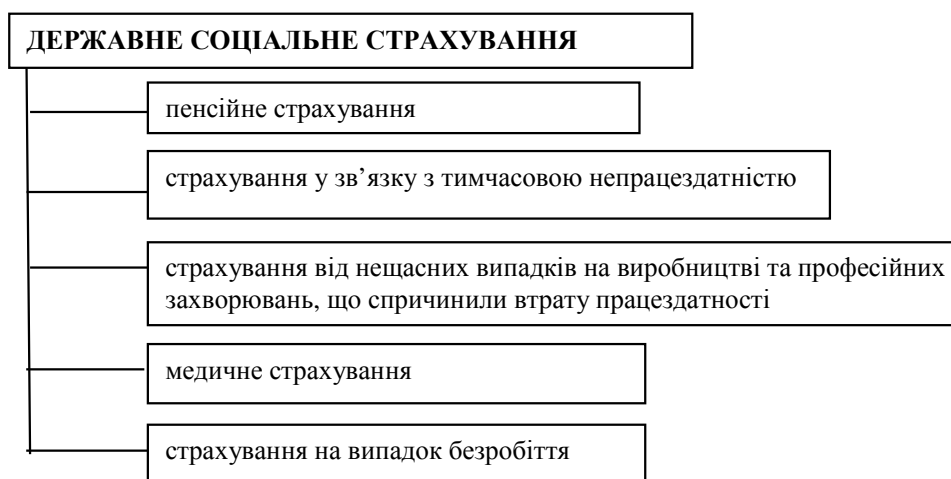 ДЕРЖАВНЕ СОЦІАЛЬНЕ СТРАХУВАННЯ
пенсійне страхування
страхування у зв’язку з тимчасовою непрацездатністю
страхування від нещасних випадків на виробництві та професійних
захворювань, що спричинили втрату працездатності
медичне страхування
страхування на випадок безробіття